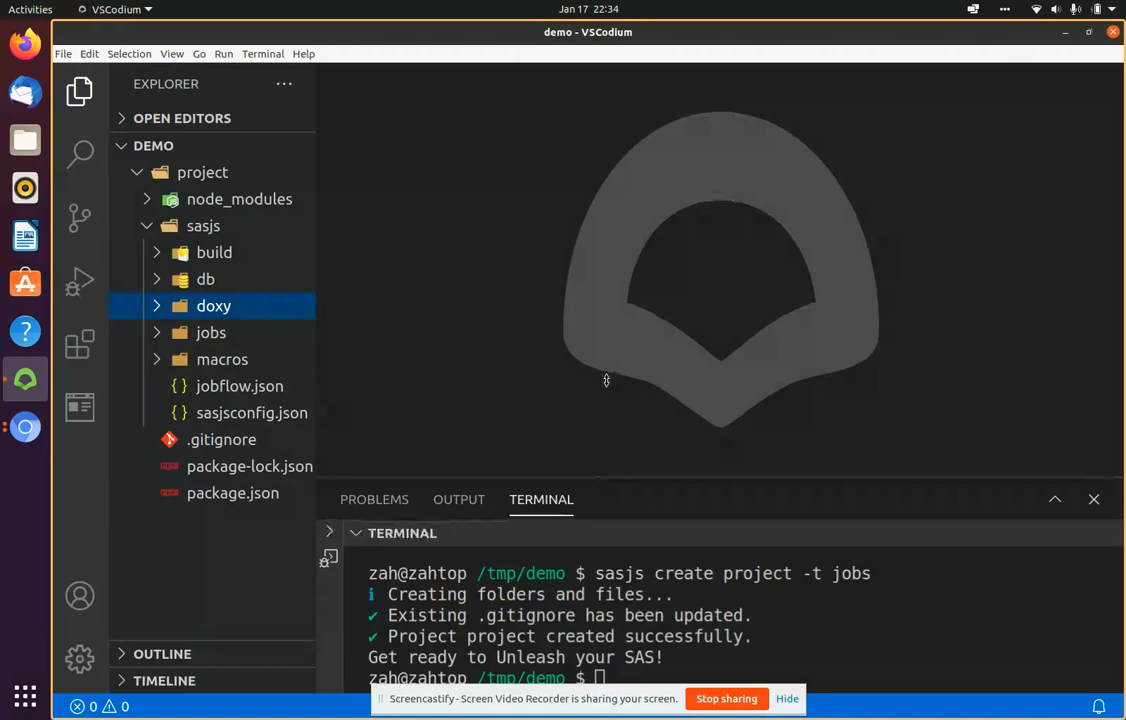 Activities
VSCodium
Jan 17 22:34
demo - VSCodium
File Edit Selection View Go Run Terminal Help
EXPLORER
OPEN EDITORS
DEMO
project
node_modules
sasjs
build
db
doxy
jobs
macros
{} jobflow.json
{} sasjsconfig.json
.gitignore
package-lock.json
package.json
OUTLINE
TIMELINE
PROBLEMS OUTPUT TERMINAL
TERMINAL
zah@zahtop /tmp/demo $ sasjs create project -t jobs
ℹ Creating folders and files...
✔ Existing .gitignore has been updated.
✔ Project project created successfully.
Get ready to Unleash your SAS!
zah@zahtop /tmp/demo $
Screencastify - Screen Video Recorder is sharing your screen. Stop sharing Hide
0 0